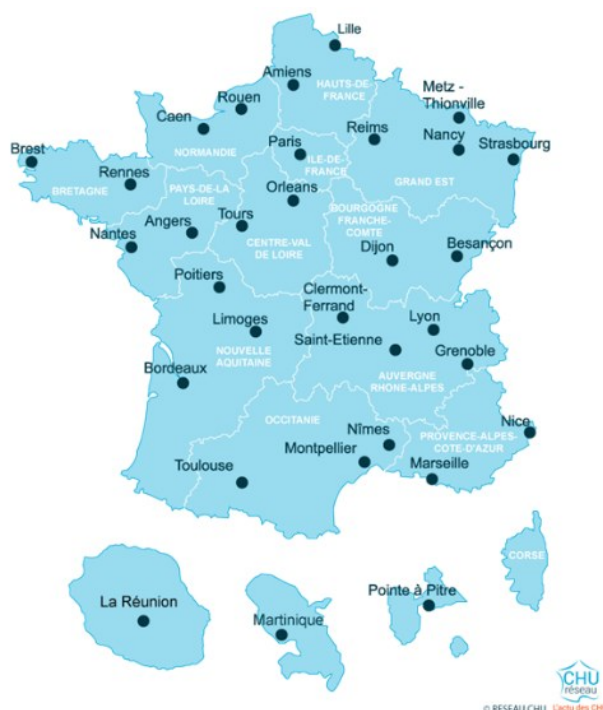 Lille
Amiens
HAUTS-DE-
FRANCE
Metz -
Thionville
Rouen
Caen
Reims
Nancy
Strasbourg
Paris
ILE-DE-
FRANCE
NORMANDIE
Brest
Rennes
BRETAGNE
PAYS-DE-LA
LOIRE
Orleans
GRAND EST
BOURGOGNE
FRANCHE-
COMTE
Angers
Tours
Nantes
CENTRE-VAL
DE LOIRE
Dijon
Besançon
Poitiers
Clermont-
Ferrand
Limoges
Lyon
Saint-Etienne
NOUVELLE
AQUITAINE
Grenoble
Bordeaux
AUVERGNE
RHONE-ALPES
OCCITANIE
Nîmes
Nice
PROVENCE-ALPES-
COTE-D'AZUR
Montpellier
Toulouse
Marseille
CORSE
La Réunion
Martinique
Pointe à Pitre
CHU
réseau
© RESEAU CHU L'actu des CH